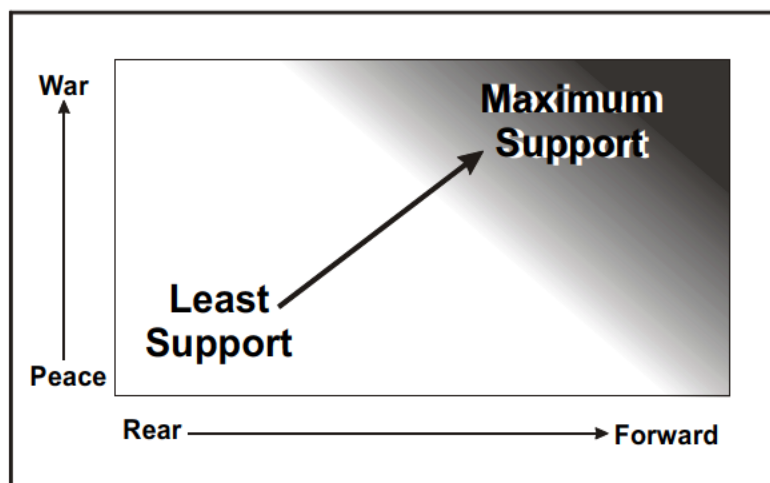 War
Maximum
Support
Least
Support
Peace
Rear
Forward